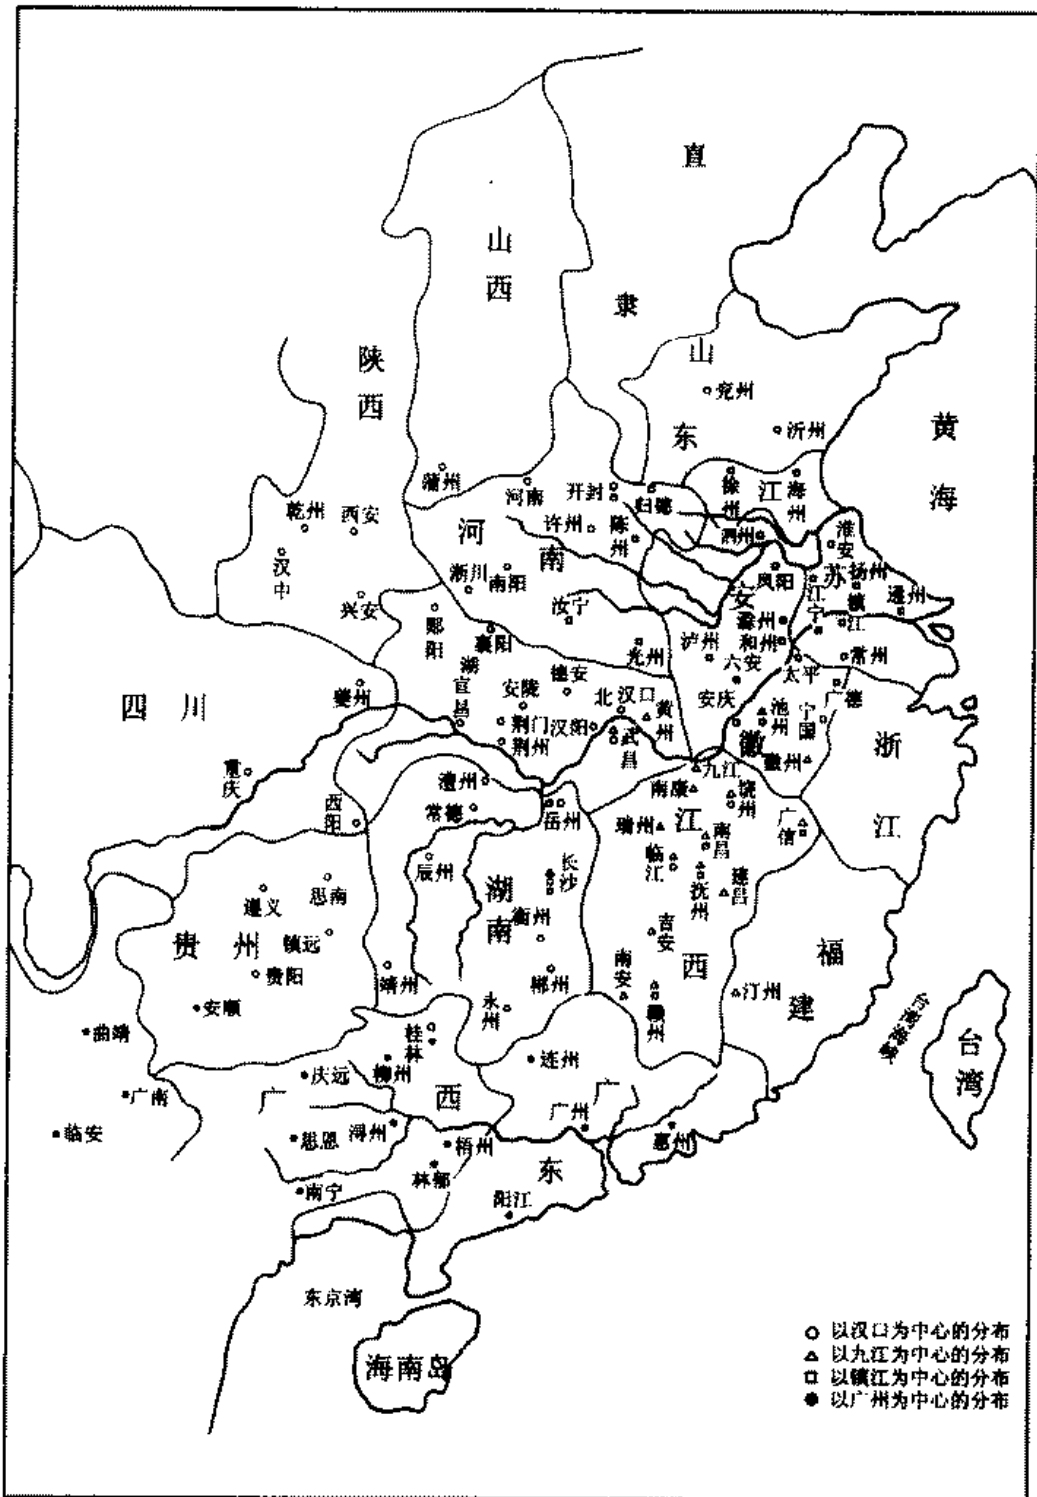 直
隶
山西
陕西
山
东
黄海
兖州
沂州
蒲州
河南
开封
归德
徐州
江
海州
乾州
西安
许州
陈州
泗州
淮安
河南
汉中
淅川
南阳
凤阳
苏
扬州
镇江
通州
兴安
郧阳
襄阳
汝宁
安
滁州
和州
江宁
光州
泸州
六安
太平
常州
四川
夔州
湖
宜昌
安陵
德安
北
汉口
黄州
安庆
池州
宁国
广德
荆门
荆州
汉阳
武昌
徽
徽州
浙江
重庆
酉阳
澧州
常德
岳州
九江
南康
饶州
瑞州
江
南昌
广信
临江
抚州
建昌
辰州
湖南
长沙
衡州
遵义
思南
贵州
镇远
贵阳
安顺
靖州
永州
郴州
吉安
西
南安
赣州
汀州
福
建
台湾海峡
台湾
曲靖
广南
临安
桂林
柳州
庆远
广
西
连州
广
广州
惠州
思恩
浔州
梧州
林郁
东
南宁
阳江
东京湾
海南岛
○ 以汉口为中心的分布
△ 以九江为中心的分布
□ 以镇江为中心的分布
● 以广州为中心的分布